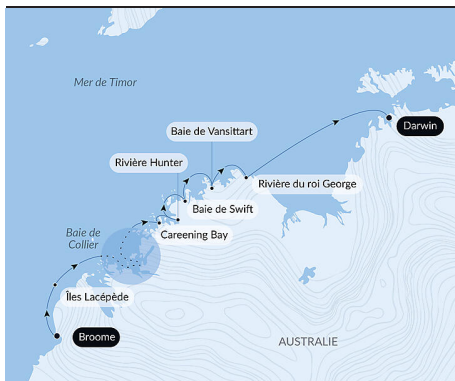 Mer de Timor
Darwin
Baie de Vansittart
Rivière Hunter
Rivière du roi George
Baie de Swift
Baie de
Collier
Careening Bay
Îles Lacépède
Broome
AUSTRALIE